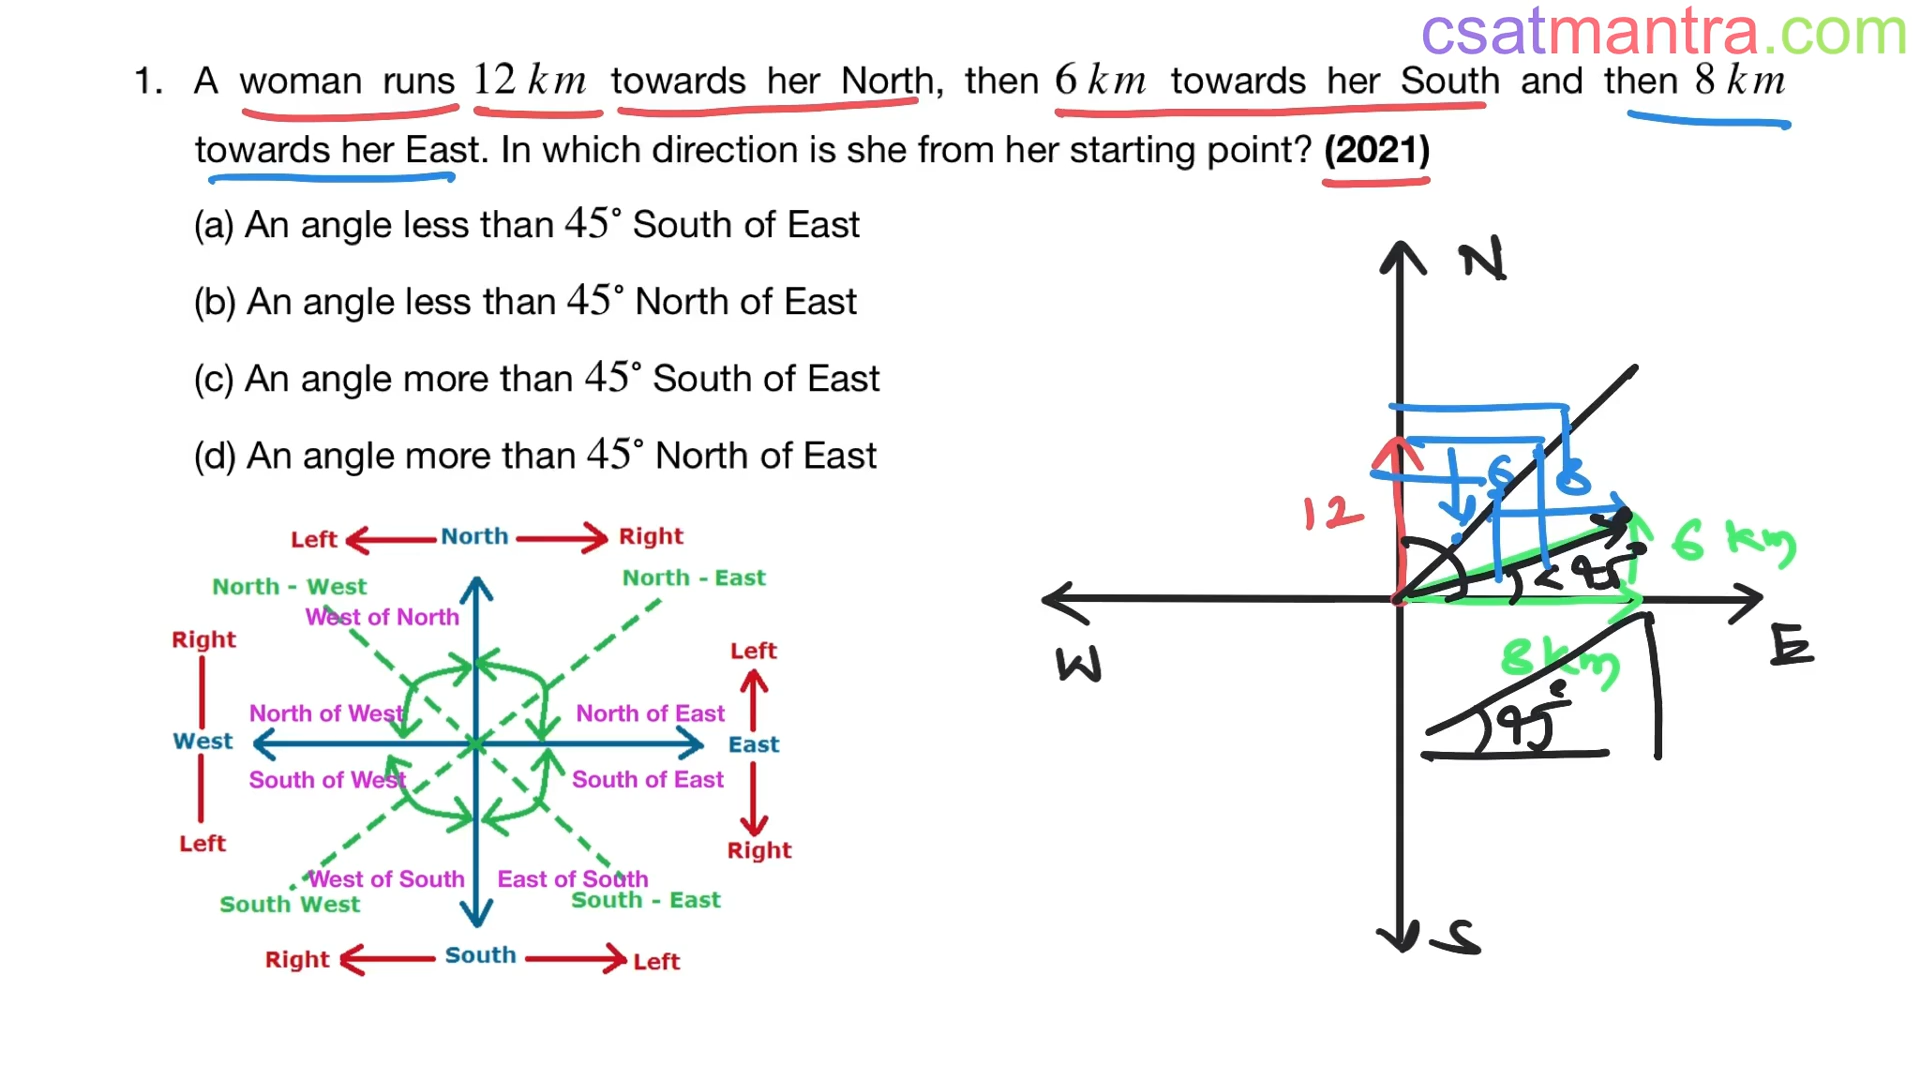 csatmantra.com
1. A woman runs 12 km towards her North, then 6 km towards her South and then 8 km
towards her East. In which direction is she from her starting point? (2021)
(a) An angle less than 45° South of East
(b) An angle less than 45° North of East
(c) An angle more than 45° South of East
(d) An angle more than 45° North of East
Left North Right
North - West North - East
West of North
Right Left
North of West North of East
West East
South of West South of East
Left Right
West of South East of South
South West South - East
Right South Left
N
12 6 8
6 km
< 45°
W E
8 km
45°
S